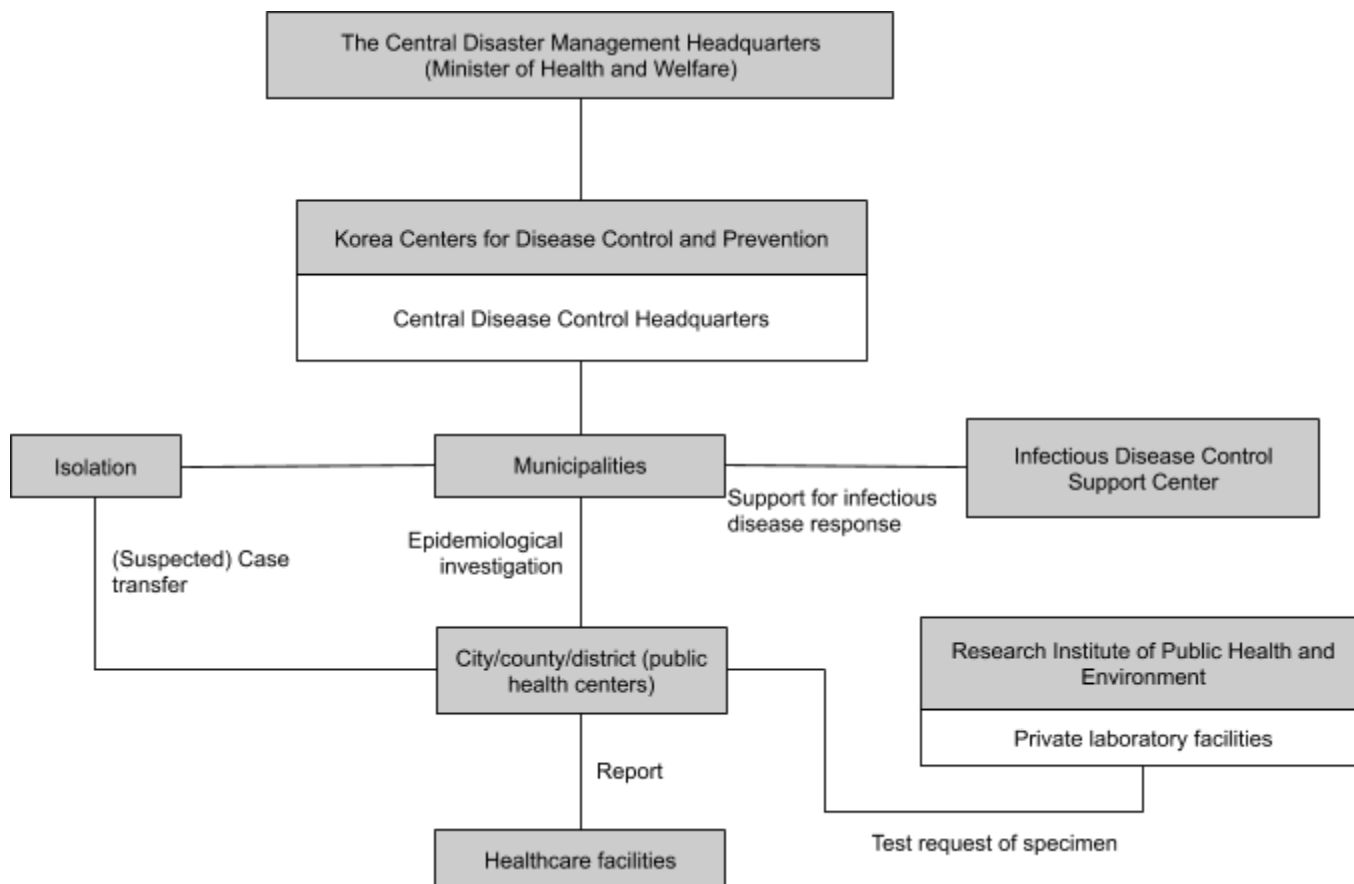 The Central Disaster Management Headquarters
(Minister of Health and Welfare)
Korea Centers for Disease Control and Prevention
Central Disease Control Headquarters
Isolation
Municipalities
Infectious Disease Control
Support Center
Support for infectious
disease response
(Suspected) Case
transfer
Epidemiological
investigation
City/county/district (public
health centers)
Research Institute of Public Health and
Environment
Private laboratory facilities
Report
Test request of specimen
Healthcare facilities